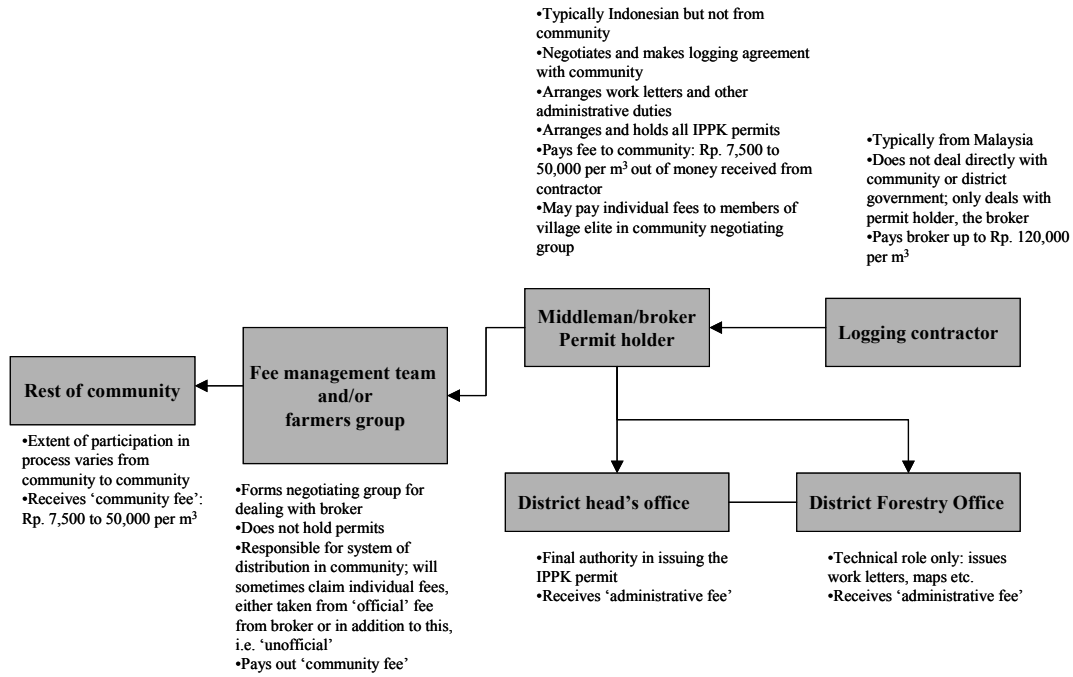 •Typically Indonesian but not from
community
•Negotiates and makes logging agreement
with community
•Arranges work letters and other
administrative duties
•Arranges and holds all IPPK permits
•Pays fee to community: Rp. 7,500 to
50,000 per m³ out of money received from
contractor
•May pay individual fees to members of
village elite in community negotiating
group
•Typically from Malaysia
•Does not deal directly with
community or district
government; only deals with
permit holder, the broker
•Pays broker up to Rp. 120,000
per m³
Middleman/broker
Permit holder
Logging contractor
Fee management team
and/or
farmers group
Rest of community
•Extent of participation in
process varies from
community to community
•Receives ‘community fee’:
Rp. 7,500 to 50,000 per m³
•Forms negotiating group for
dealing with broker
•Does not hold permits
•Responsible for system of
distribution in community; will
sometimes claim individual fees,
either taken from ‘official’ fee
from broker or in addition to this,
i.e. ‘unofficial’
•Pays out ‘community fee’
District head’s office
District Forestry Office
•Final authority in issuing the
IPPK permit
•Receives ‘administrative fee’
•Technical role only: issues
work letters, maps etc.
•Receives ‘administrative fee’